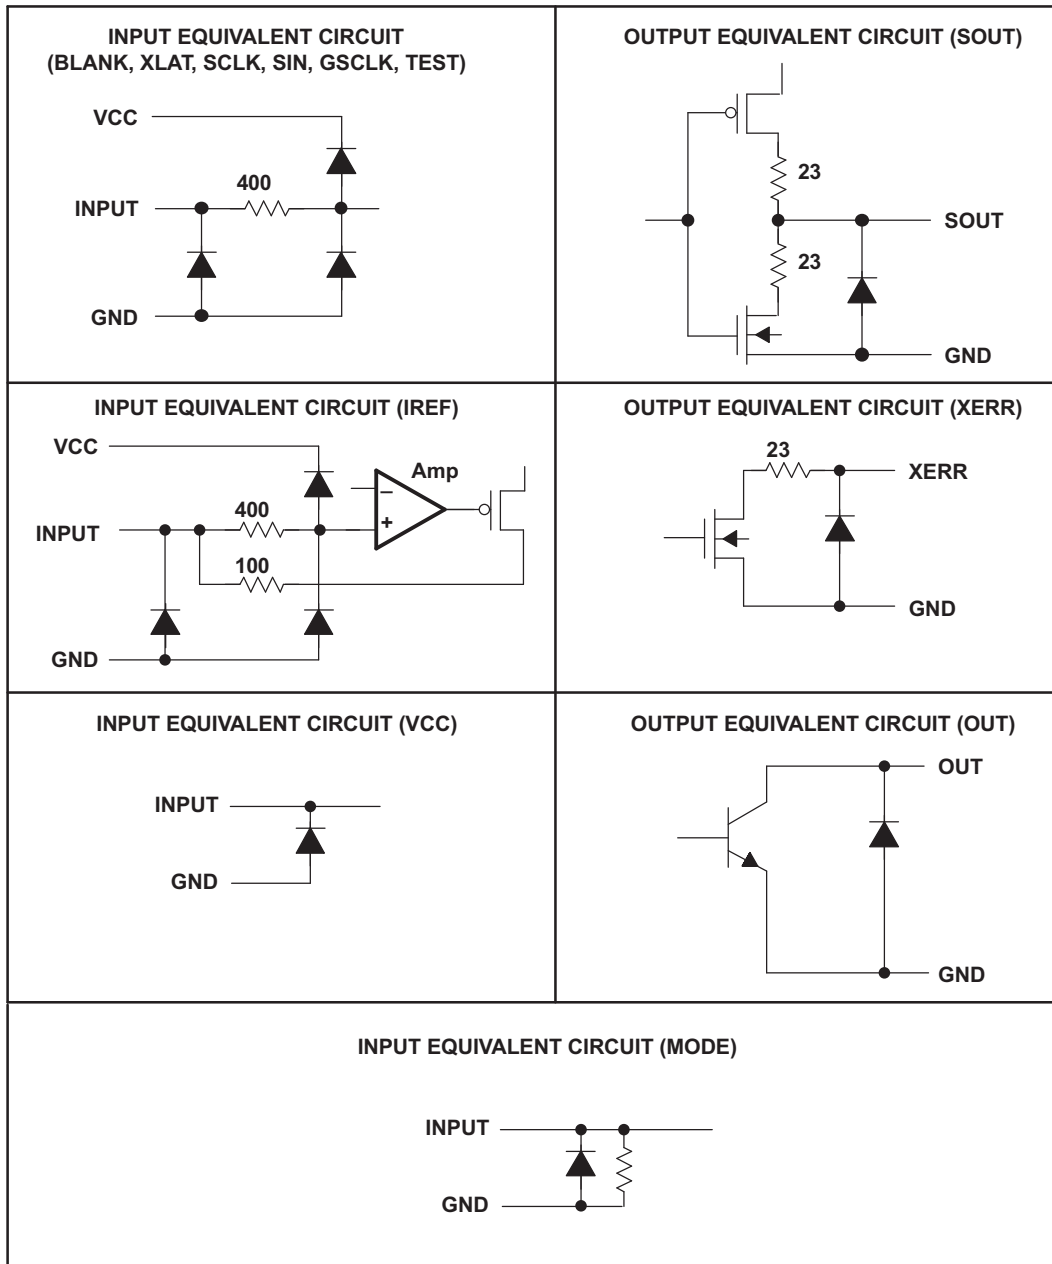 INPUT EQUIVALENT CIRCUIT
(BLANK, XLAT, SCLK, SIN, GSCLK, TEST)
VCC
400
INPUT
GND
OUTPUT EQUIVALENT CIRCUIT (SOUT)
23
SOUT
23
GND
INPUT EQUIVALENT CIRCUIT (IREF)
VCC
Amp
400
INPUT
100
GND
OUTPUT EQUIVALENT CIRCUIT (XERR)
23
XERR
GND
INPUT EQUIVALENT CIRCUIT (VCC)
INPUT
GND
OUTPUT EQUIVALENT CIRCUIT (OUT)
OUT
GND
INPUT EQUIVALENT CIRCUIT (MODE)
INPUT
GND